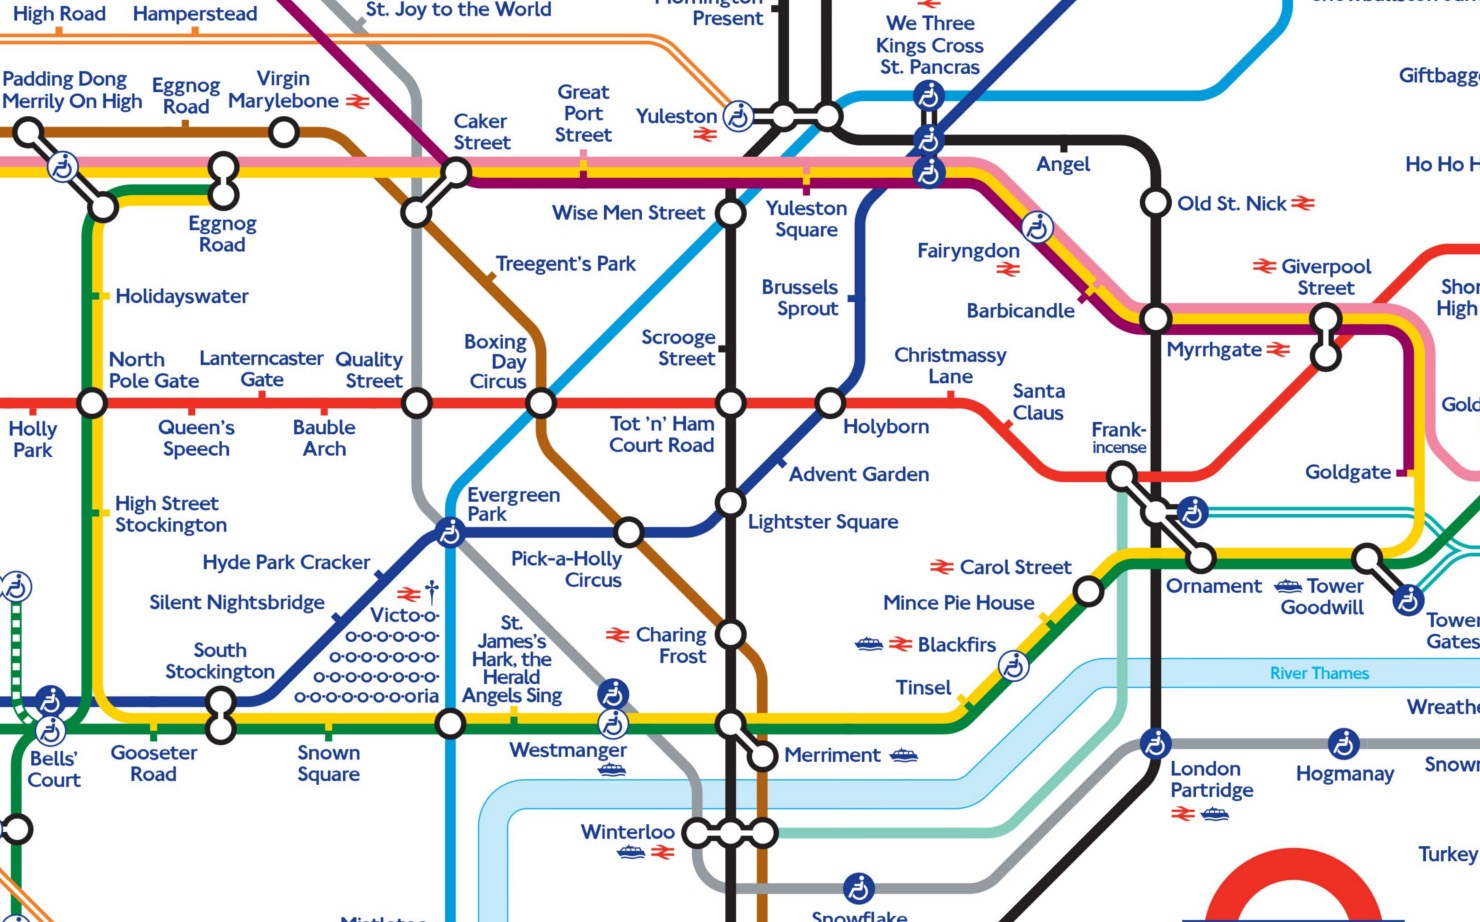 High Road
Hamperstead
St. Joy to the World
Present
We Three
Kings Cross
St. Pancras
Padding Dong
Merrily On High
Eggnog
Road
Virgin
Marylebone
Caker
Street
Great
Port
Street
Yuleston
Angel
Giftbagg
Ho Ho H
Eggnog
Road
Wise Men Street
Yuleston
Square
Old St. Nick
Fairyngdon
Treegent's Park
Holidayswater
Brussels
Sprout
Barbicandle
Giverpool
Street
Shor
High
Myrrhgate
North
Pole Gate
Lanterncaster
Gate
Quality
Street
Boxing
Day
Circus
Scrooge
Street
Christmassy
Lane
Santa
Claus
Holly
Park
Queen's
Speech
Bauble
Arch
Tot 'n' Ham
Court Road
Holyborn
Frank-
incense
Gold
Goldgate
High Street
Stockington
Evergreen
Park
Advent Garden
Lightster Square
Hyde Park Cracker
Pick-a-Holly
Circus
Carol Street
Ornament
Tower
Goodwill
Silent Nightsbridge
Victo-o
o-o-o-o-o-o
o-o-o-o-o-o-o
o-o-o-o-o-o-o-o
o-o-o-o-o-o-o-oria
Mince Pie House
Tower
Gates
St.
James's
Hark, the
Herald
Angels Sing
Charing
Frost
Blackfirs
South
Stockington
Tinsel
River Thames
Wreathe
Bells'
Court
Gooseter
Road
Snown
Square
Westmanger
Merriment
London
Partridge
Hogmanay
Snown
Winterloo
Turkey
Snowflake